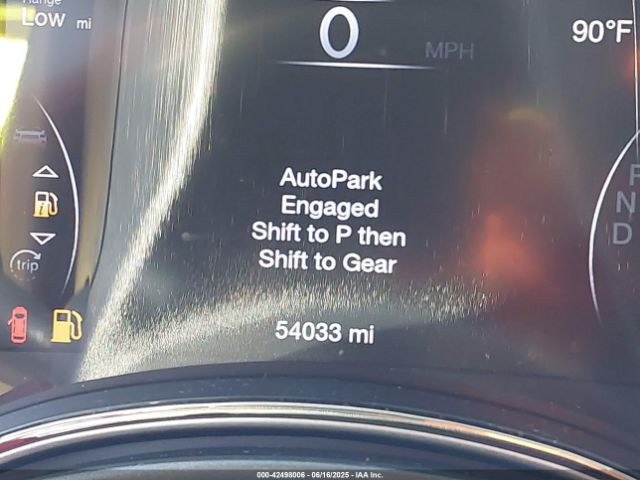 Range
Low mi
0
MPH
90°F
AutoPark
Engaged
Shift to P then
Shift to Gear
trip
54033 mi
N
D
000-42498006 - 06/16/2025 - IAA Inc.